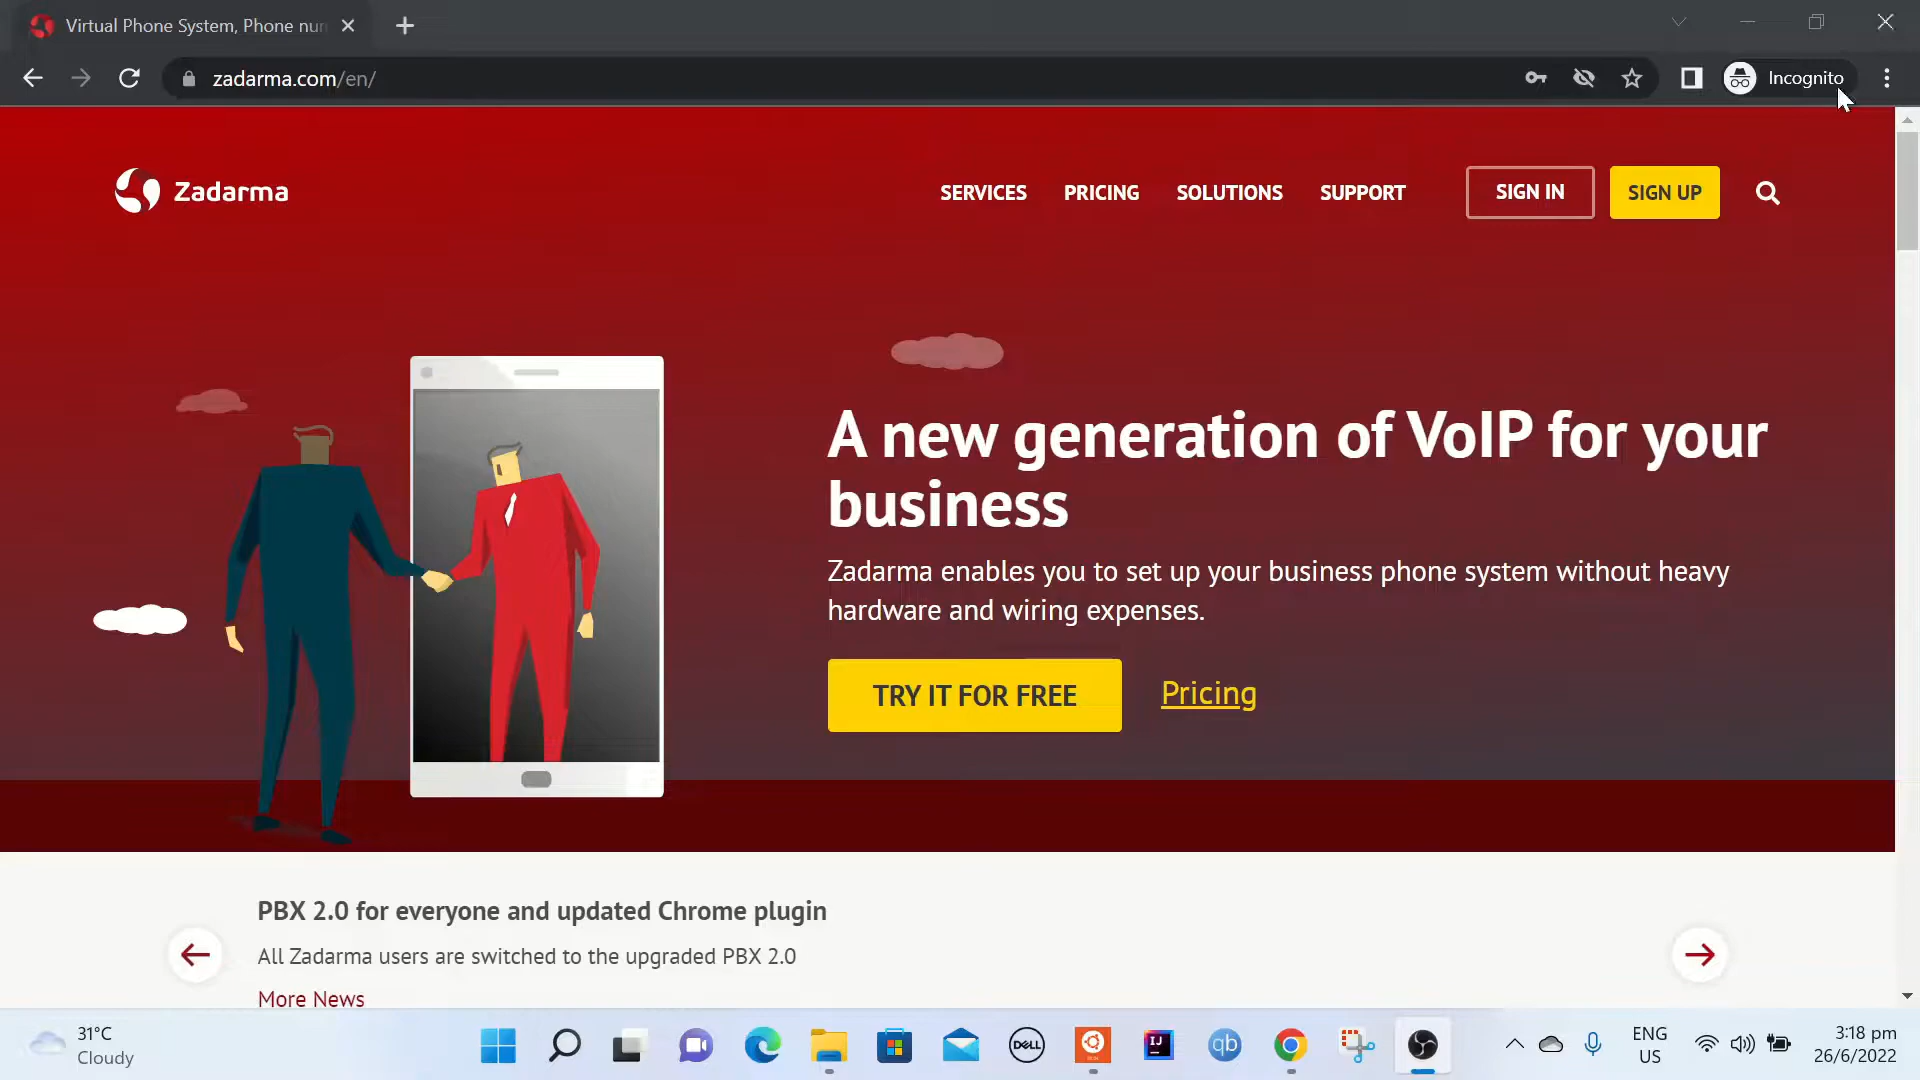 Virtual Phone System, Phone nun
zadarma.com/en/
Incognito
Zadarma
SERVICES
PRICING
SOLUTIONS
SUPPORT
SIGN IN
SIGN UP
A new generation of VoIP for your
business
Zadarma enables you to set up your business phone system without heavy
hardware and wiring expenses.
TRY IT FOR FREE
Pricing
PBX 2.0 for everyone and updated Chrome plugin
All Zadarma users are switched to the upgraded PBX 2.0
More News
31°C
Cloudy
DELL
IJ
qb
ENG
US
3:18 pm
26/6/2022